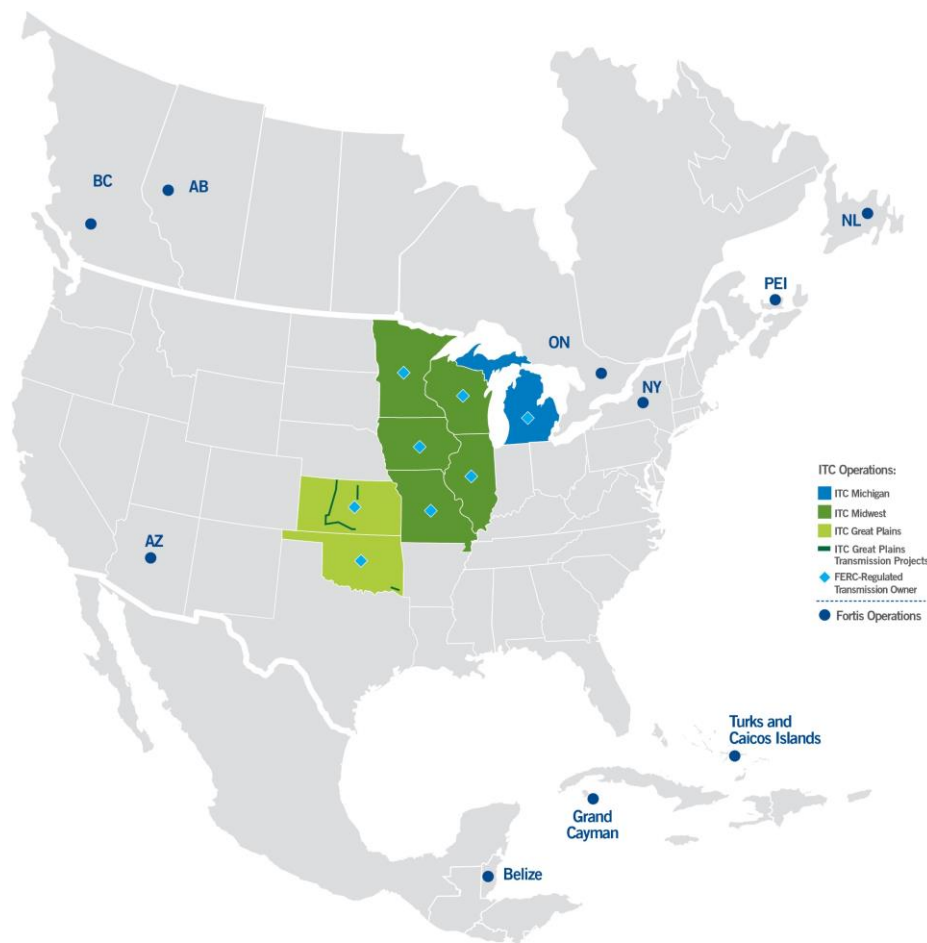 BC
AB
NL
PEI
ON
NY
AZ
ITC Operations:
ITC Michigan
ITC Midwest
ITC Great Plains
ITC Great Plains
Transmission Projects
FERC-Regulated
Transmission Owner
Fortis Operations
Turks and
Caicos Islands
Grand
Cayman
Belize